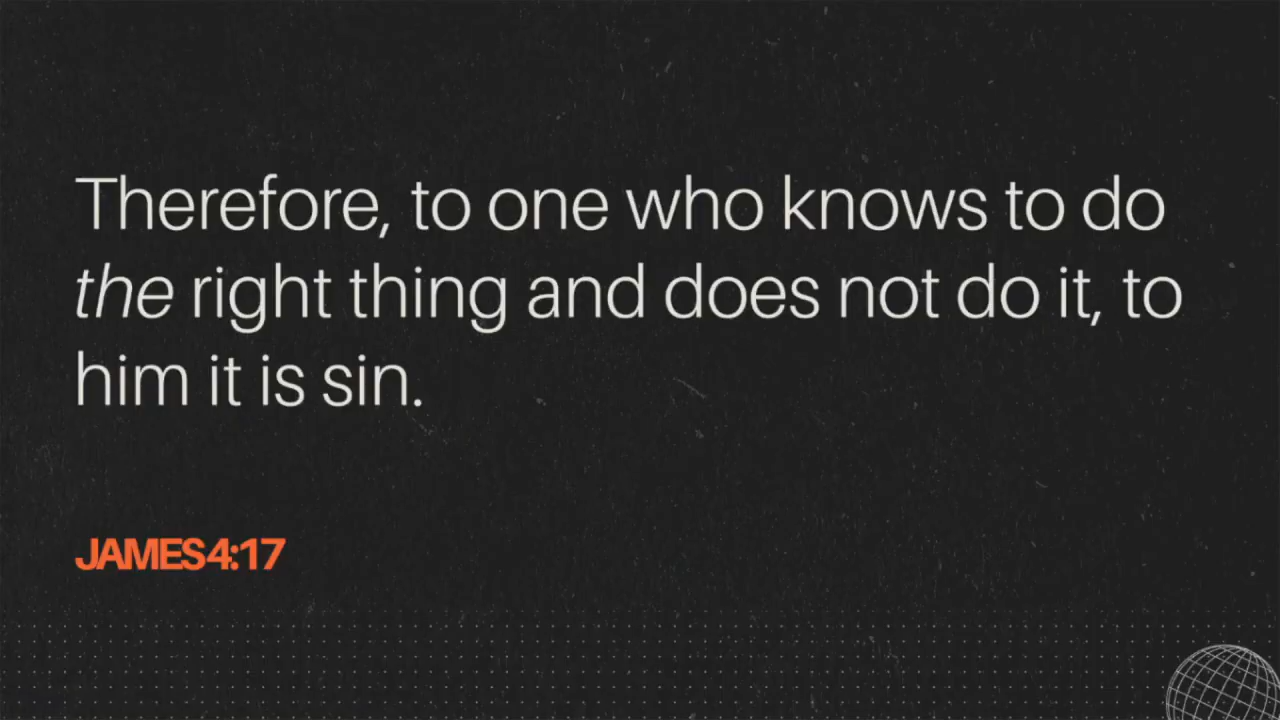 Therefore, to one who knows to do
the right thing and does not do it, to
him it is sin.
JAMES 4:17